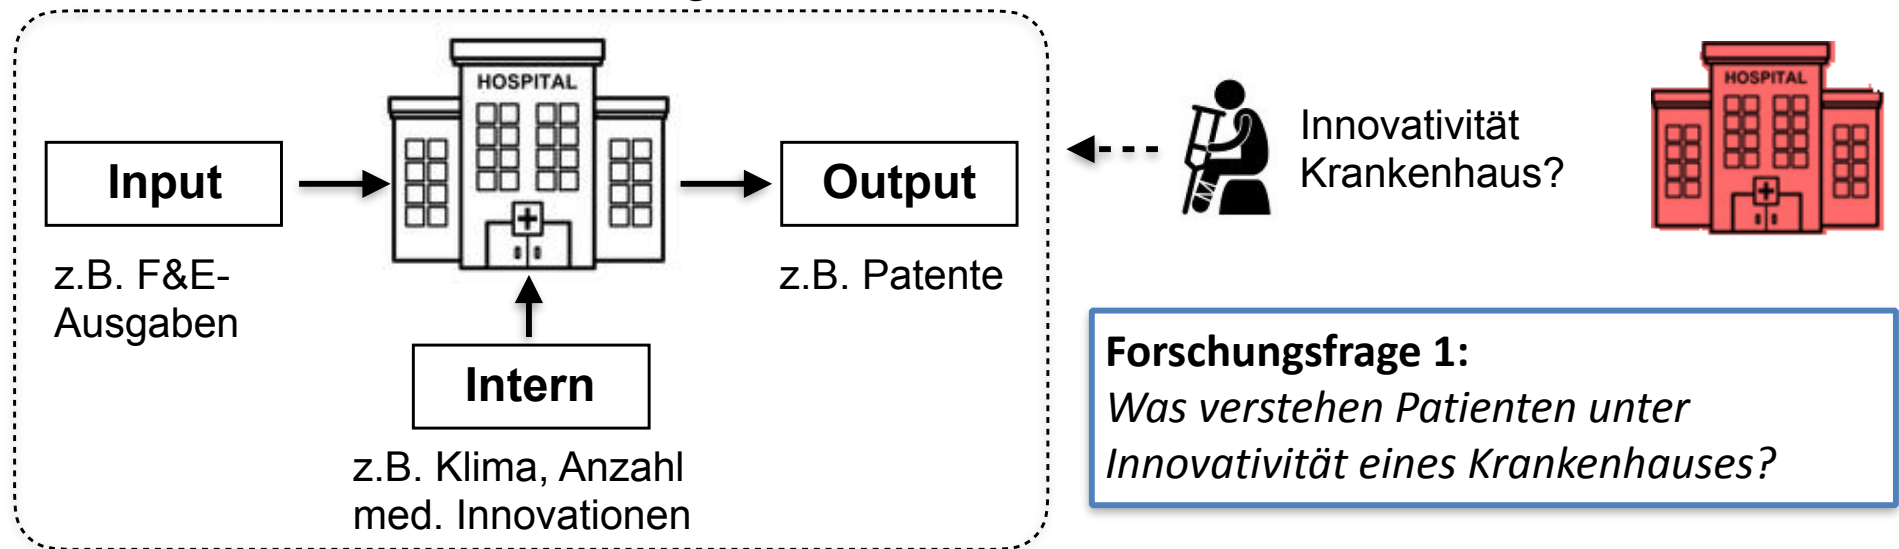 HOSPITAL
Input
Output
z.B. F&E-
Ausgaben
z.B. Patente
Intern
z.B. Klima, Anzahl
med. Innovationen
Innovativität
Krankenhaus?
HOSPITAL
Forschungsfrage 1:
Was verstehen Patienten unter
Innovativität eines Krankenhauses?